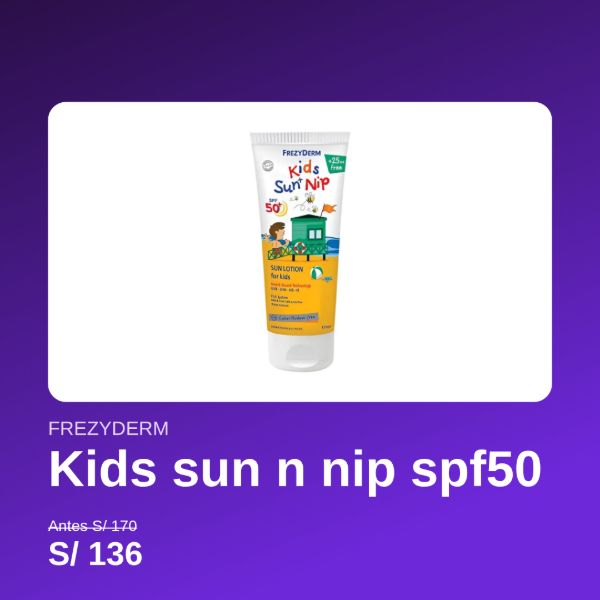 FREZYDERM
+25ml
Free
Kids
Sun+ Nip
SPF
50+
SUN LOTION
for kids
FREZYDERM
Kids sun n nip spf50
Antes S/ 170
S/ 136